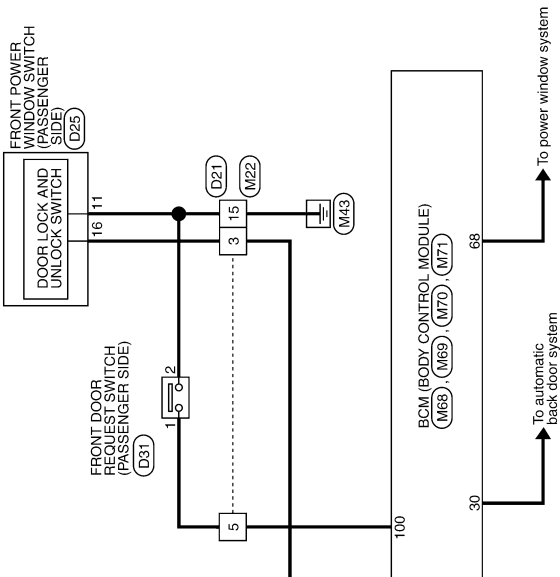 FRONT POWER
WINDOW SWITCH
(PASSENGER
SIDE)
D25
DOOR LOCK AND
UNLOCK SWITCH
11
16
D21
M22
15
3
M43
FRONT DOOR
REQUEST SWITCH
(PASSENGER SIDE)
D31
2
1
5
BCM (BODY CONTROL MODULE)
M68 , M69 , M70 , M71
100
68
30
To power window system
To automatic
back door system